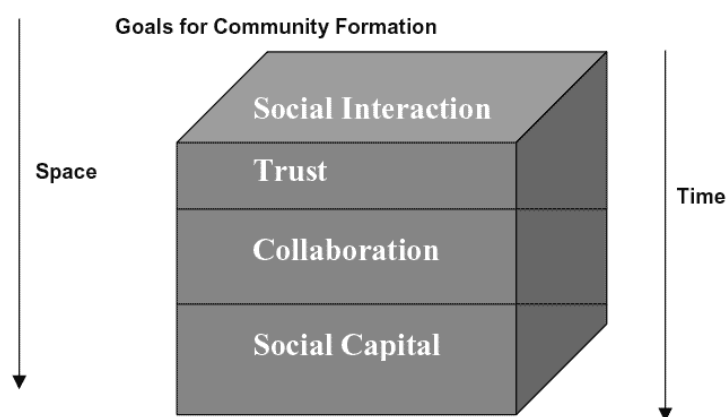 Goals for Community Formation
Social Interaction
Trust
Space
Time
Collaboration
Social Capital